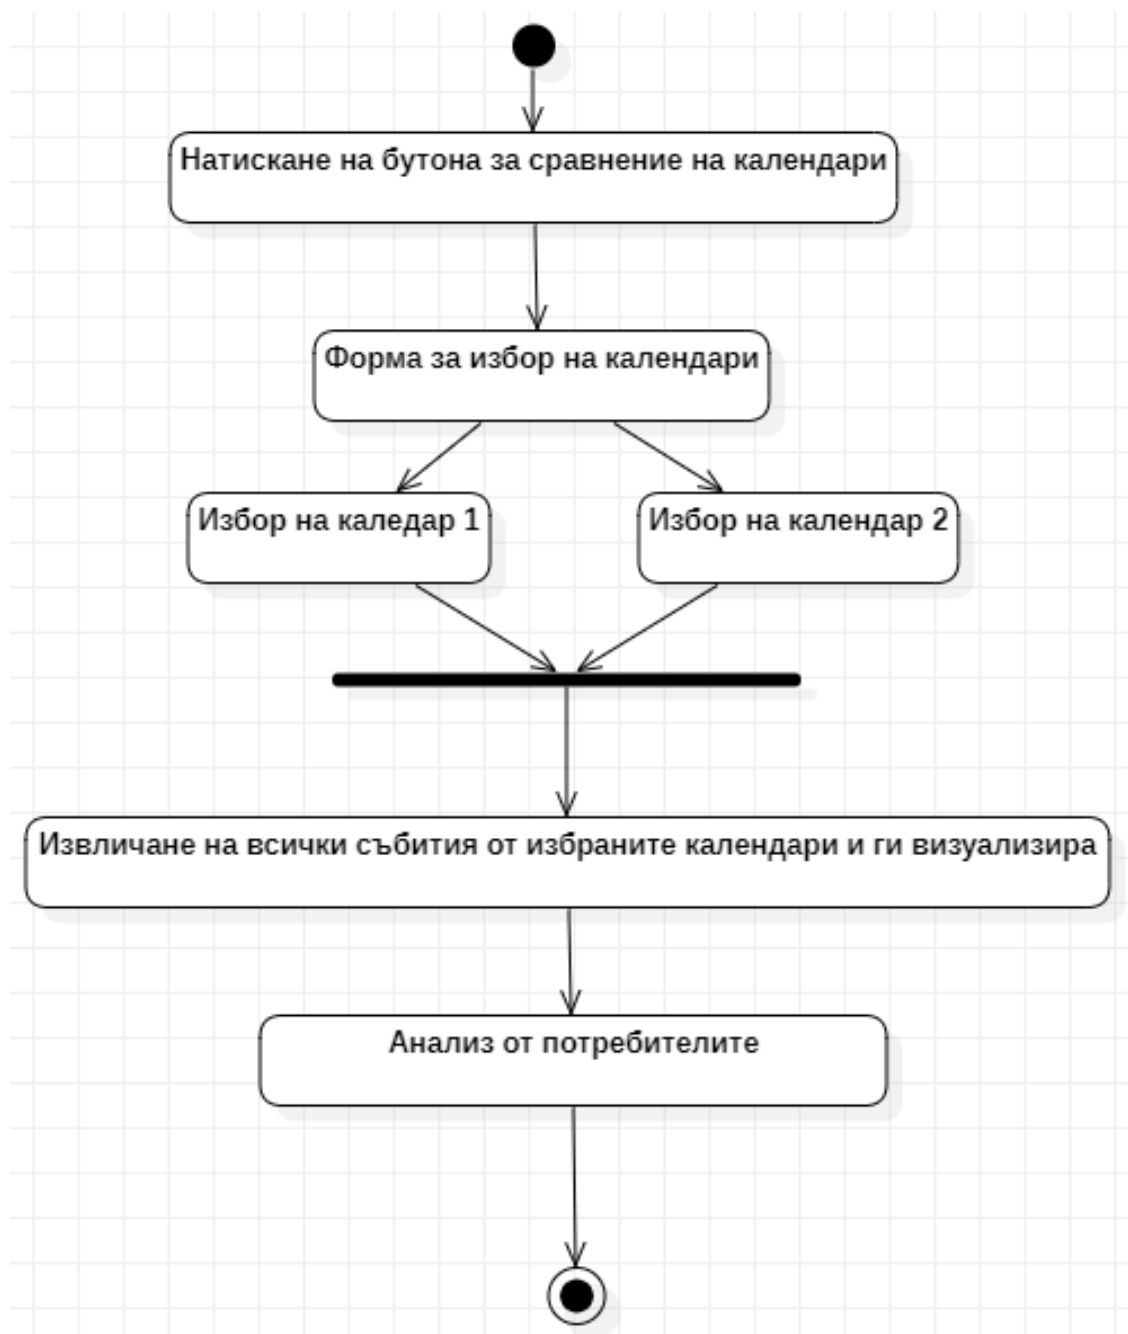 Натискане на бутона за сравнение на календари
Форма за избор на календари
Избор на каледар 1
Избор на календар 2
Извличане на всички събития от избраните календари и ги визуализира
Анализ от потребителите